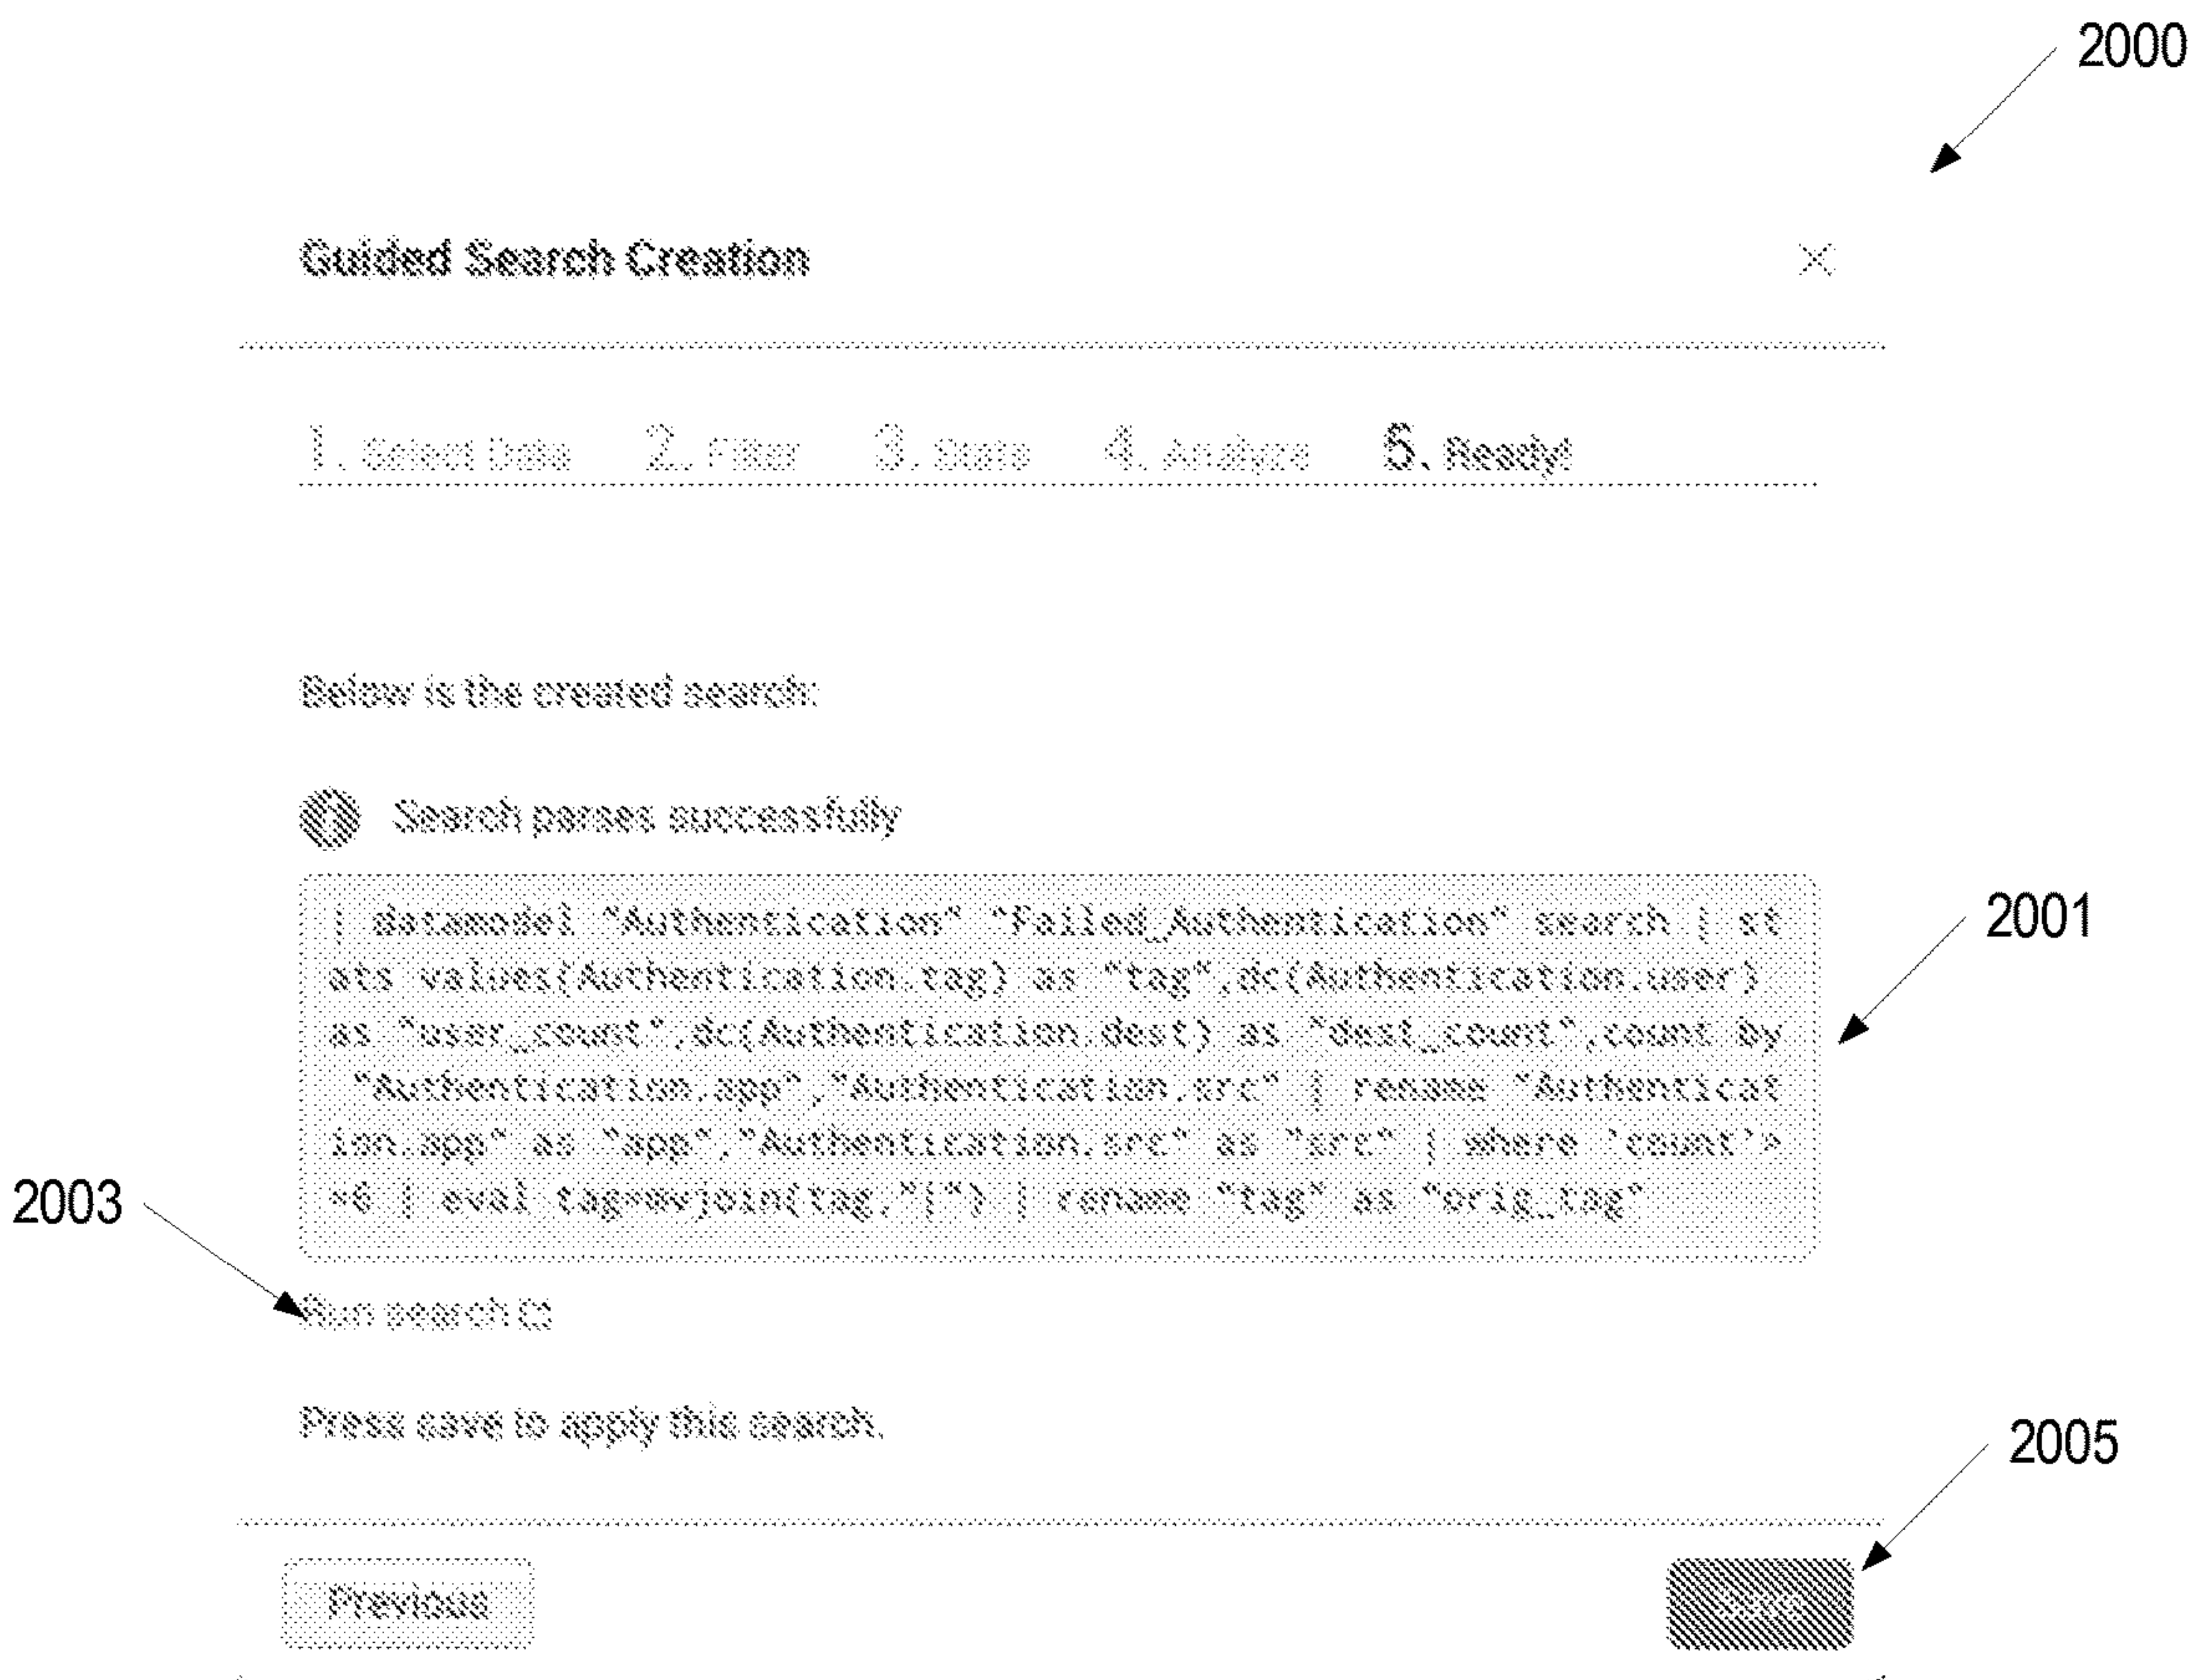 2000
Guided Search Creation
1. Select Data 2. Filter 3. Stats 4. Analyze 5. Ready!
Below is the created search:
Search parses successfully
| datamodel "Authentication" "Failed_Authentication" search | st
ats values(Authentication.tag) as "tag",dc(Authentication.user)
as "user_count",dc(Authentication.dest) as "dest_count",count by
"Authentication.app","Authentication.src" | rename "Authenticat
ion.app" as "app","Authentication.src" as "src" | where 'count'>
=6 | eval tag=mvjoin(tag,"|") | rename "tag" as "orig_tag"
2001
2003
Run search
Press save to apply this search.
2005
Previous